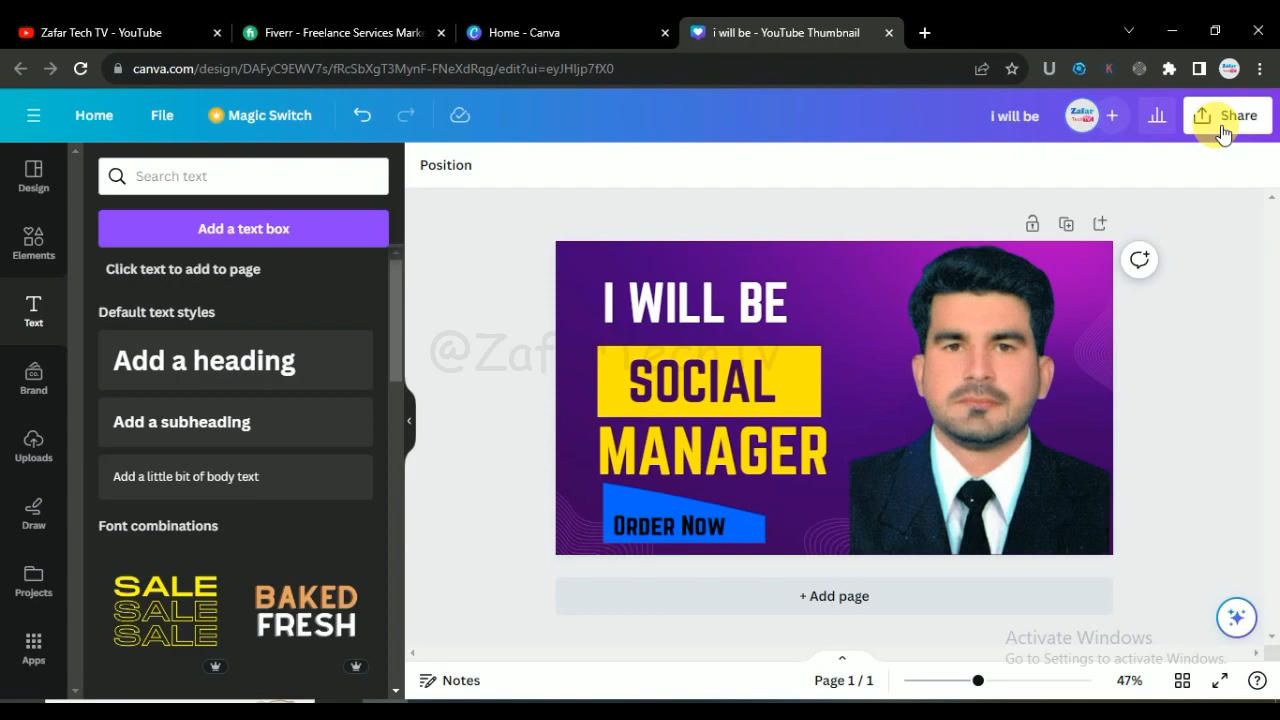 Zafar Tech TV - YouTube
Fiverr - Freelance Services Marke
Home - Canva
i will be - YouTube Thumbnail
canva.com/design/DAFyC9EWV7s/fRcSbXgT3MynF-FNeXdRqg/edit?ui=eyJHIjp7fX0
Home
File
Magic Switch
i will be
Zafar
Share
Design
Elements
Text
Brand
Uploads
Draw
Projects
Apps
Search text
Add a text box
Click text to add to page
Default text styles
Add a heading
Add a subheading
Add a little bit of body text
Font combinations
SALE
SALE
SALE
BAKED
FRESH
Position
@ZafarTechTv
I WILL BE
SOCIAL
MANAGER
ORDER NOW
+ Add page
Activate Windows
Go to Settings to activate Windows.
Notes
Page 1 / 1
47%